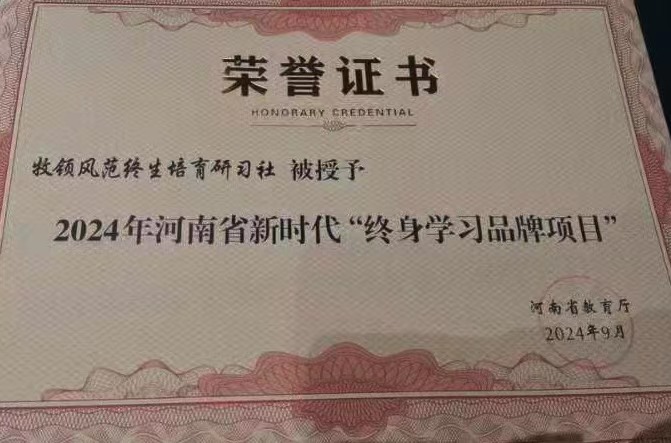 荣誉证书
HONORARY CREDENTIAL
牧领风范终生培育研习社 被授予
2024年河南省新时代“终身学习品牌项目”
河南省教育厅
2024年9月